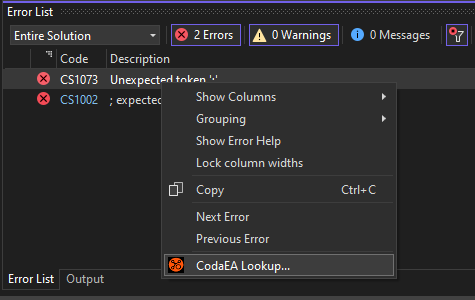 Error List
Entire Solution
2 Errors
0 Warnings
0 Messages
Code Description
CS1073 Unexpected token ':'
CS1002 ; expected
Show Columns
Grouping
Show Error Help
Lock column widths
Copy Ctrl+C
Next Error
Previous Error
CodaEA Lookup...
Error List Output